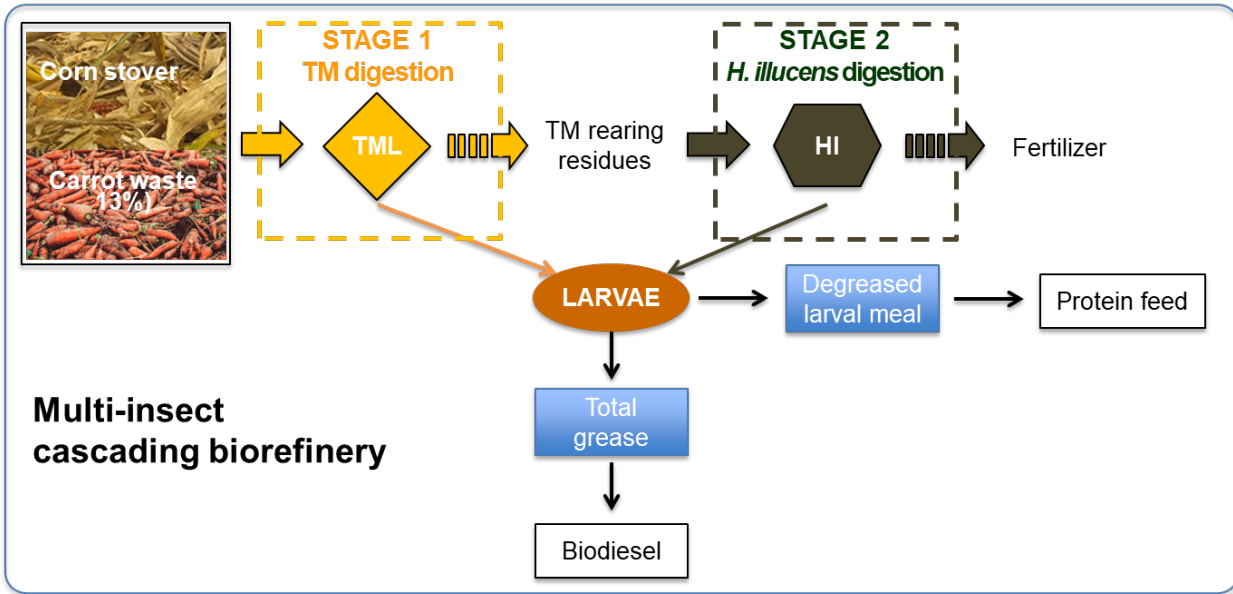 Corn stover
Carrot waste
13%)
STAGE 1
TM digestion
TML
TM rearing
residues
STAGE 2
H. illucens digestion
HI
Fertilizer
LARVAE
Degreased
larval meal
Protein feed
Total
grease
Biodiesel
Multi-insect
cascading biorefinery